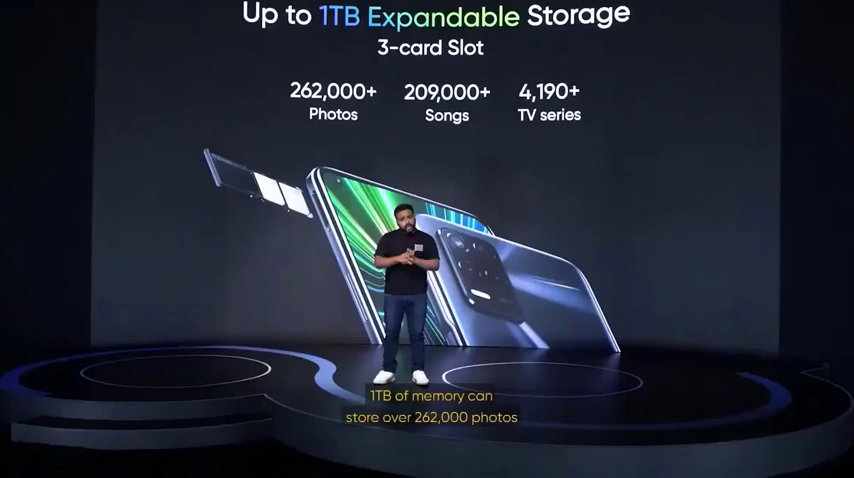 Up to 1TB Expandable Storage
3-card Slot
262,000+ 209,000+ 4,190+
Photos Songs TV series
1TB of memory can
store over 262,000 photos